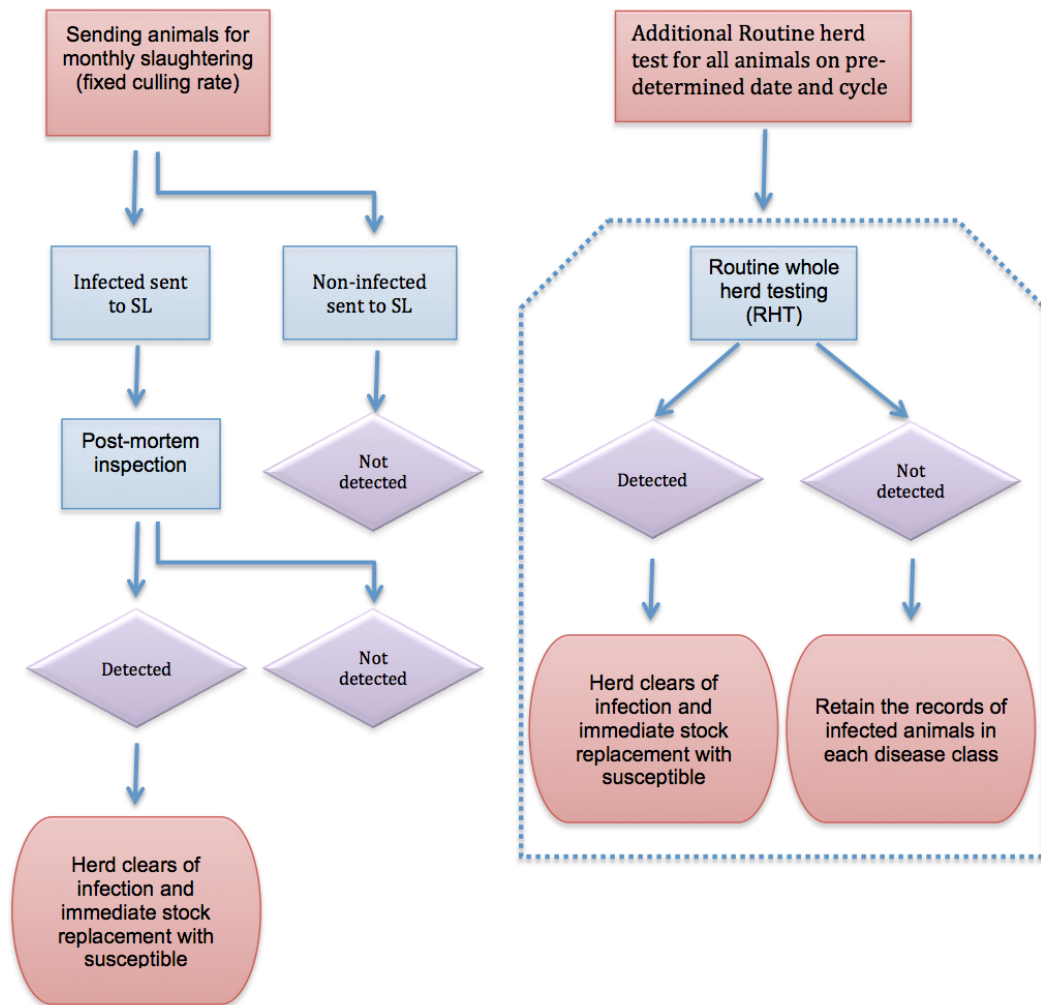 Sending animals for
monthly slaughtering
(fixed culling rate)
Infected sent
to SL
Non-infected
sent to SL
Post-mortem
inspection
Not
detected
Detected
Not
detected
Herd clears of
infection and
immediate stock
replacement with
susceptible
Additional Routine herd
test for all animals on pre-
determined date and cycle
Routine whole
herd testing
(RHT)
Detected
Not
detected
Herd clears of
infection and
immediate stock
replacement with
susceptible
Retain the records of
infected animals in
each disease class